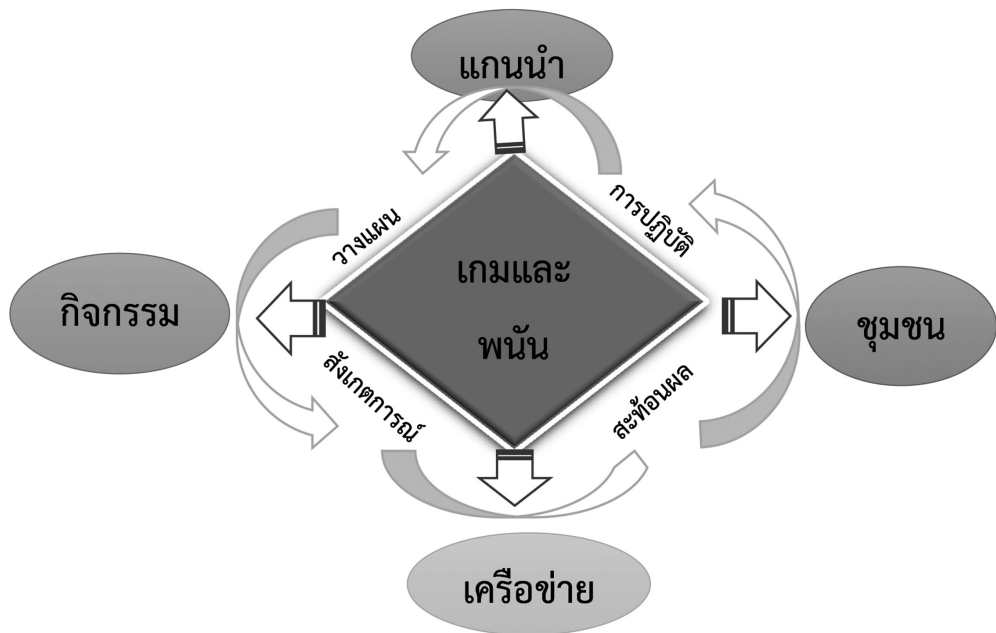 แกนนำ
วางแผน
การปฏิบัติ
กิจกรรม
เกมและ
พนัน
ชุมชน
สังเกตการณ์
สะท้อนผล
เครือข่าย